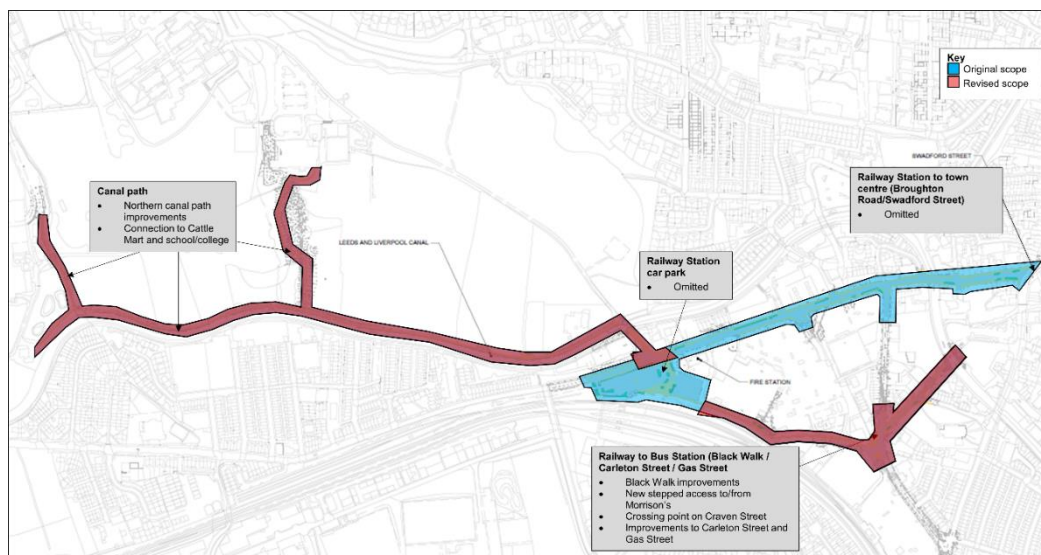 Key
Original scope
Revised scope
SWADFORD STREET
Railway Station to town
centre (Broughton
Road/Swadford Street)
• Omitted
Canal path
• Northern canal path
improvements
• Connection to Cattle
Mart and school/college
LEEDS AND LIVERPOOL CANAL
Railway Station
car park
• Omitted
FIRE STATION
Railway to Bus Station (Black Walk /
Carleton Street / Gas Street
• Black Walk improvements
• New stepped access to/from
Morrison's
• Crossing point on Craven Street
• Improvements to Carleton Street and
Gas Street